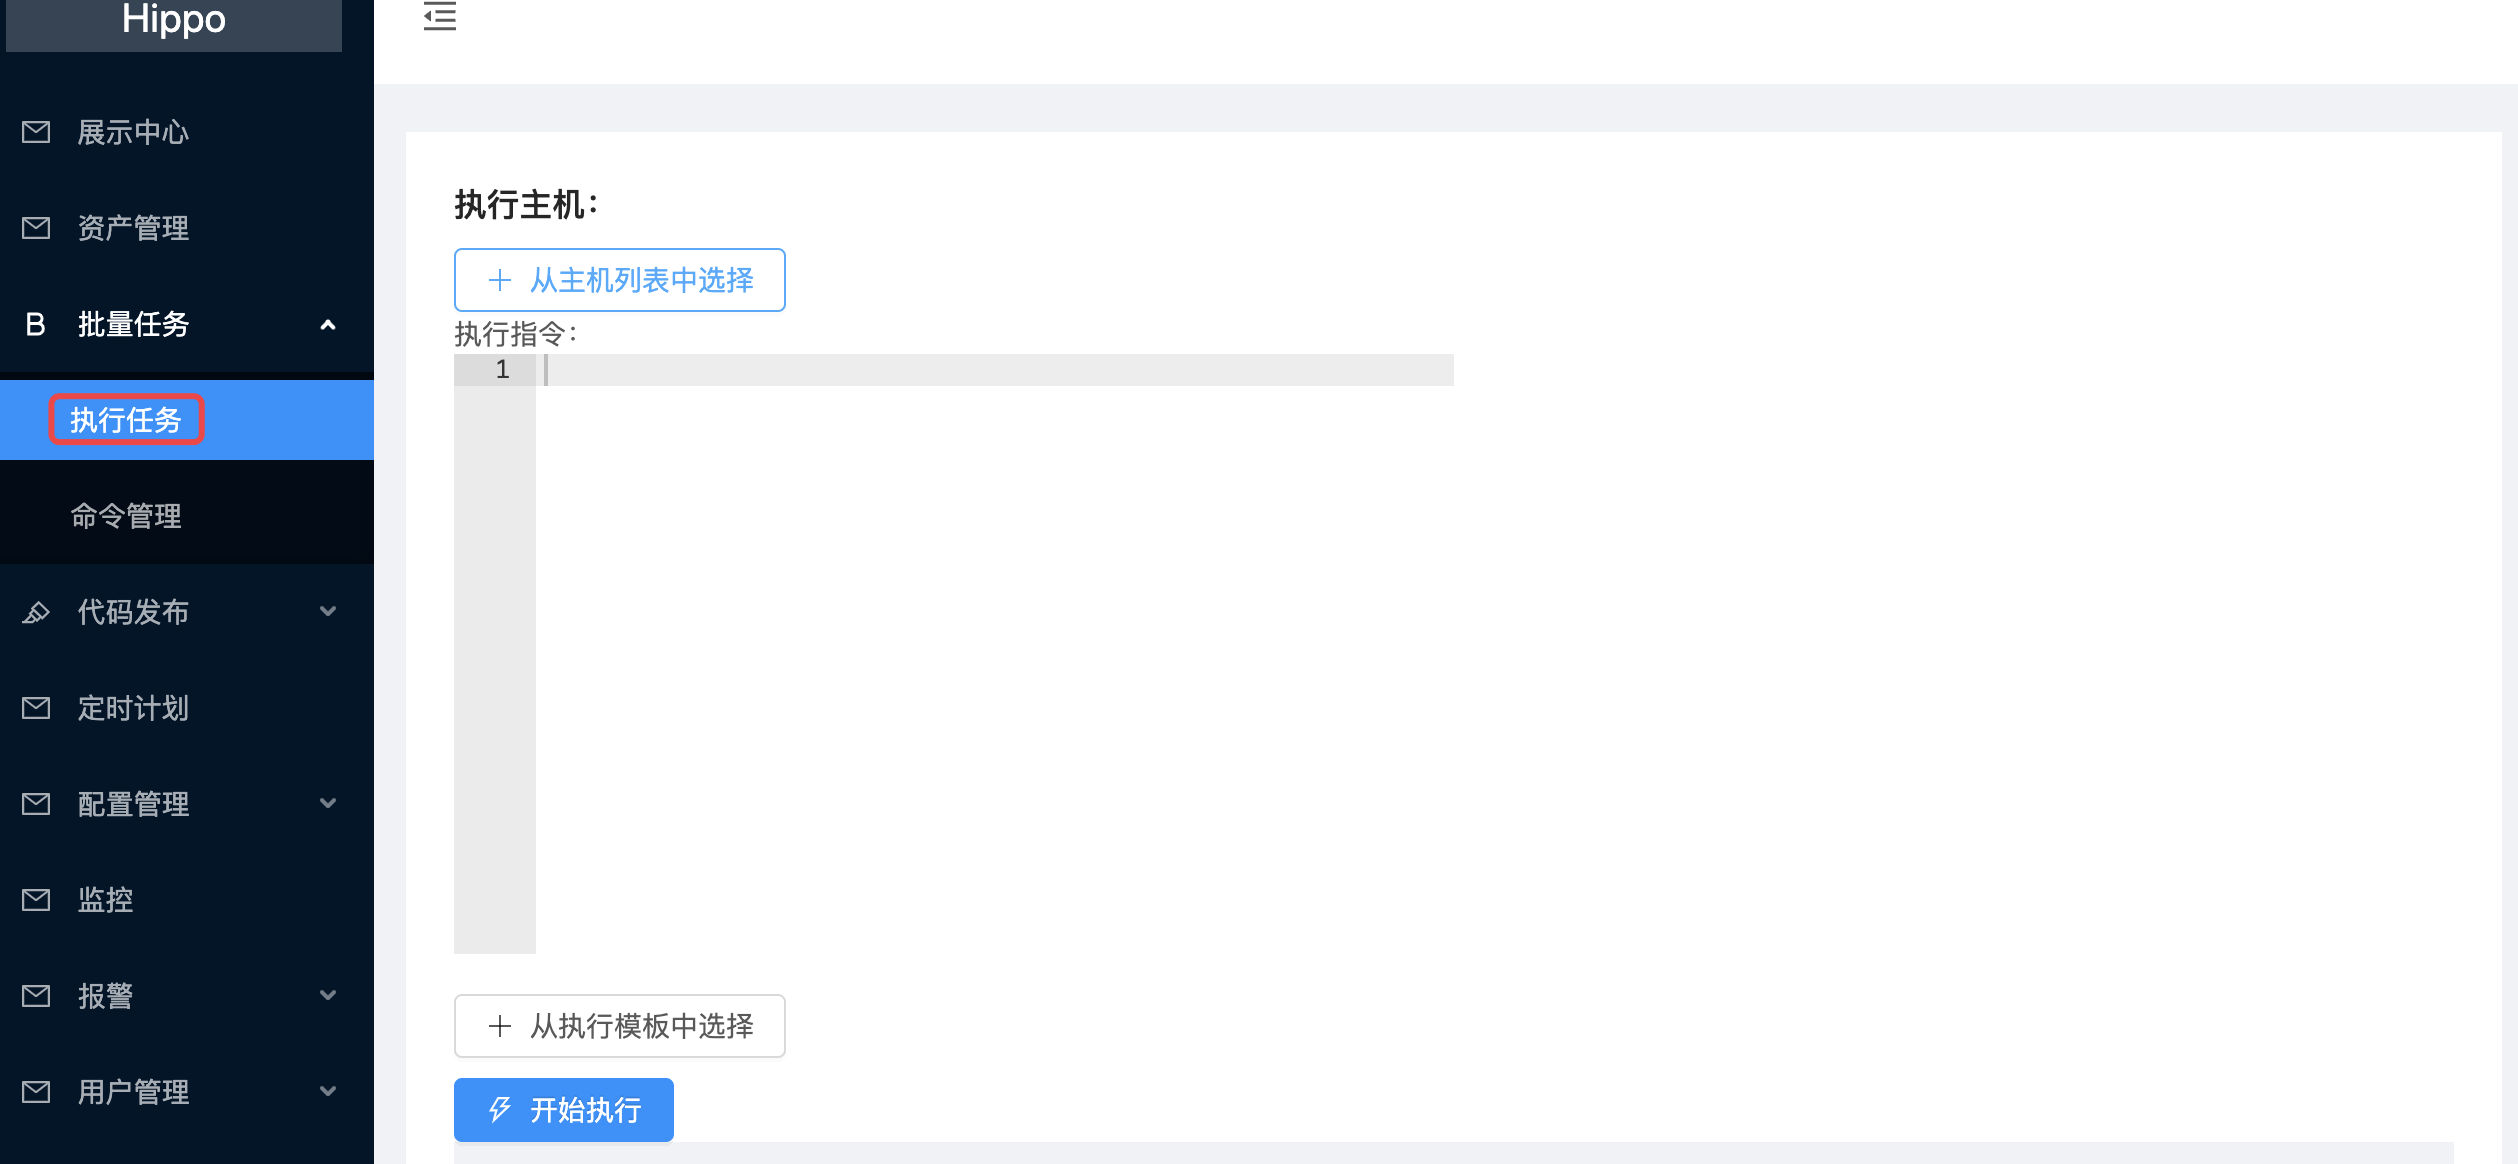 Hippo
展示中心
资产管理
B 批量任务
执行任务
命令管理
代码发布
定时计划
配置管理
监控
报警
用户管理
执行主机：
从主机列表中选择
执行指令：
1
从执行模板中选择
开始执行